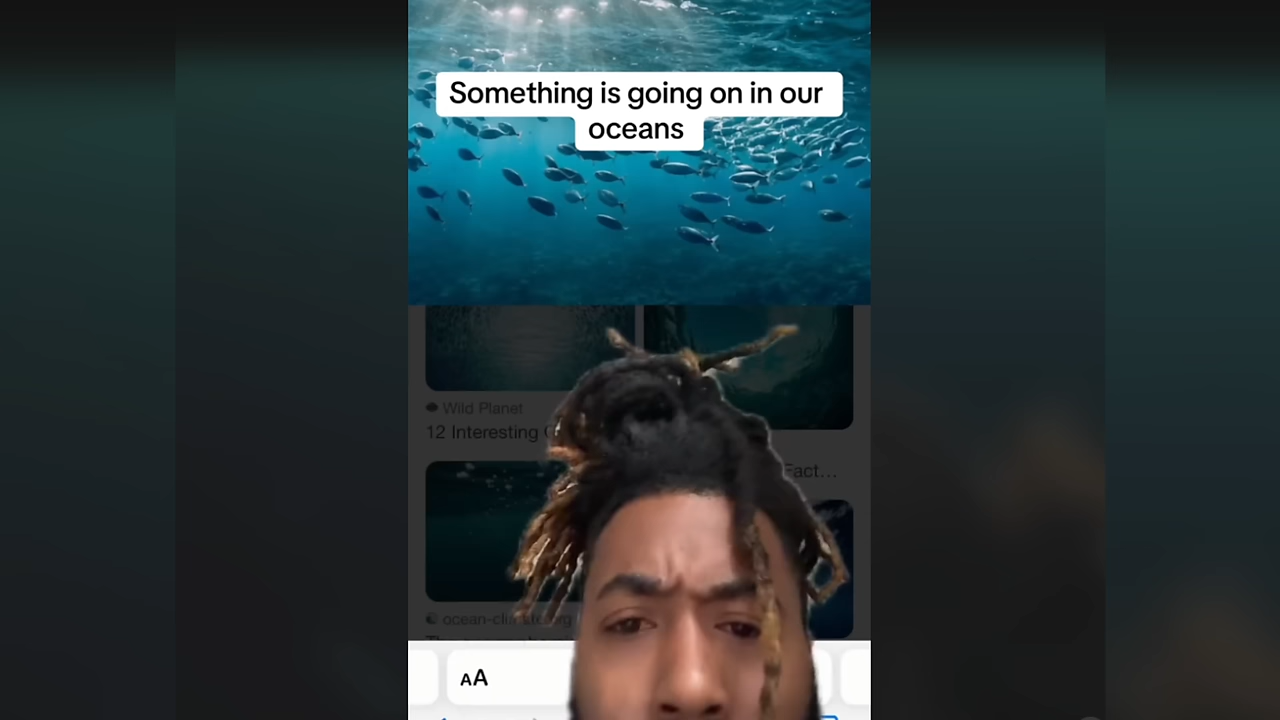 Something is going on in our
oceans
Wild Planet
12 Interesting
Fact...
AA